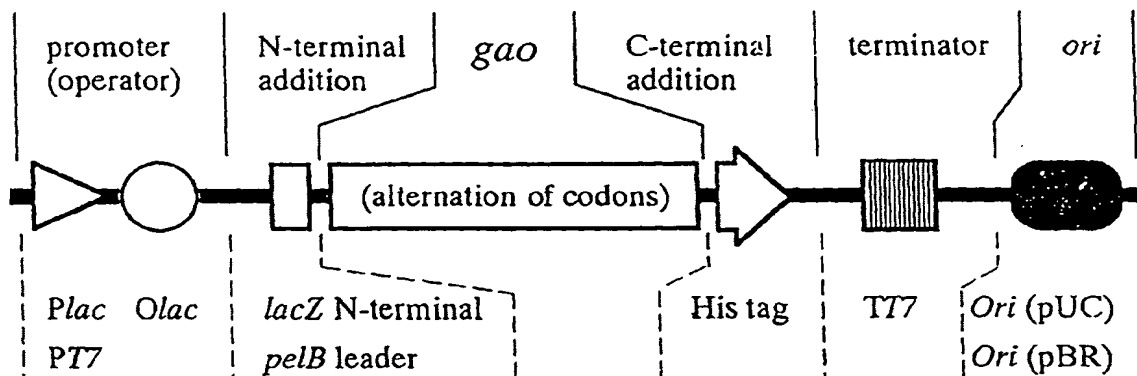 promoter
(operator)
N-terminal
addition
gao
C-terminal
addition
terminator
ori
(alternation of codons)
Plac Olac
PT7
lacZ N-terminal
pelB leader
His tag
TT7
Ori (pUC)
Ori (pBR)